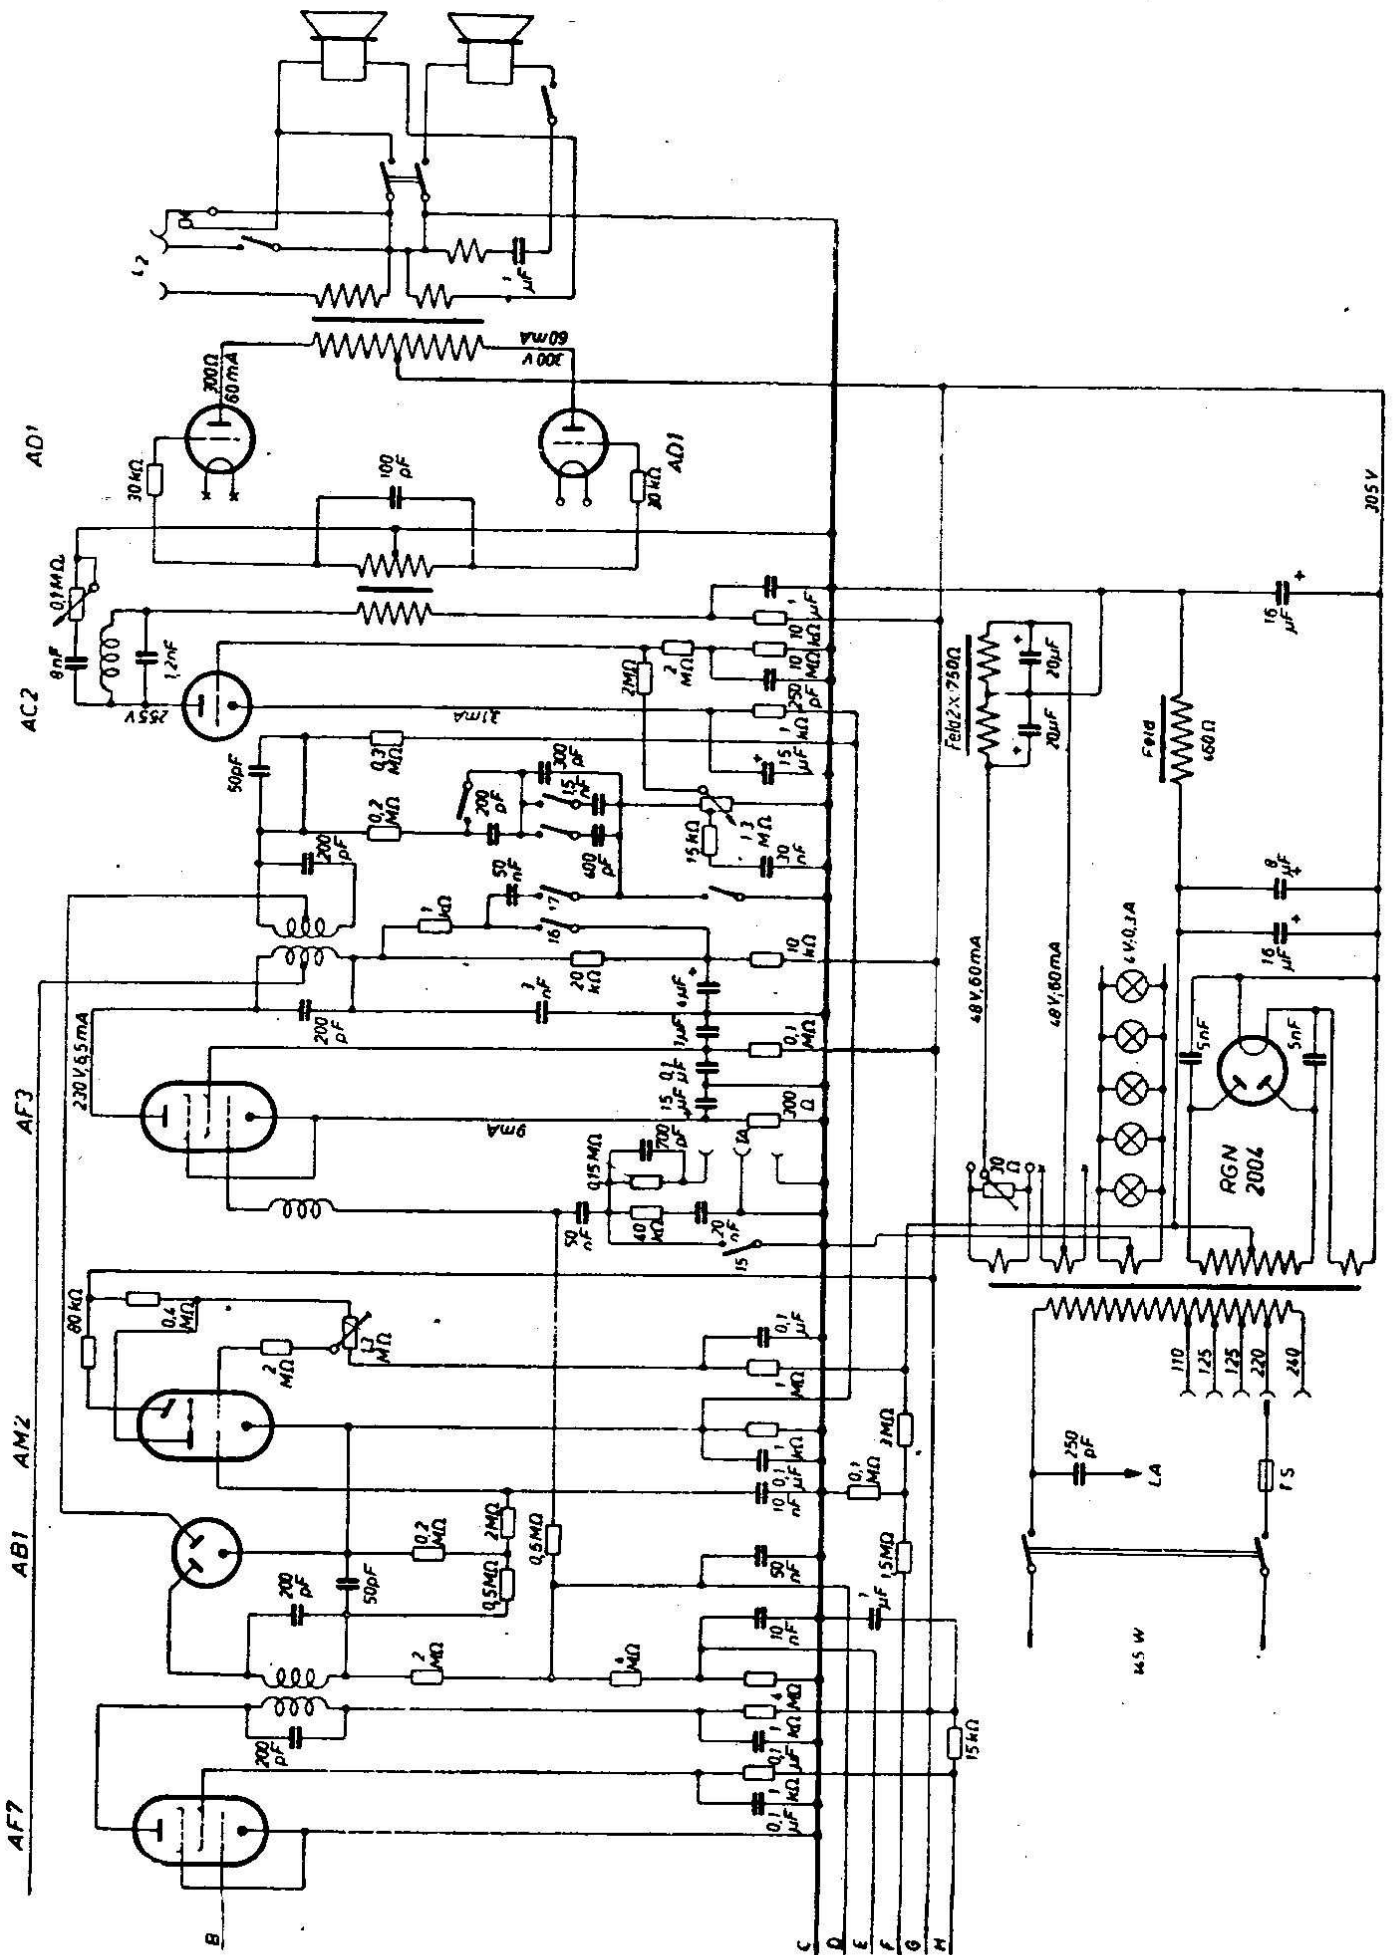 AF7
AB1
AM2
AF3
AC2
AD1
L2
1
µF
300V
60mA
60mA
30kΩ
100
pF
AD1
0,1MΩ
8nF
1,2nF
255V
50pF
0,3
MΩ
0,2
MΩ
200
pF
31mA
2MΩ
2
MΩ
1
µF
10
kΩ
10
MΩ
250
pF
1
kΩ
15
µF
300
pF
1,5
nF
200
pF
400
pF
15kΩ
1,3
MΩ
30
nF
50
nF
17
16
1
kΩ
20
kΩ
10
kΩ
3
nF
4µF
1µF
0,1
MΩ
0,1
µF
15
µF
300
Ω
230V, 6,5mA
200
pF
9mA
0,15MΩ
700
pF
TA
50
nF
40
kΩ
20
nF
15
80kΩ
0,4
MΩ
2
MΩ
1,3
MΩ
0,1
µF
1
MΩ
1
kΩ
0,1
µF
10
nF
0,1
MΩ
3MΩ
1,5MΩ
0,2
MΩ
2MΩ
0,5MΩ
0,5MΩ
50pF
200
pF
50
nF
1
µF
10
nF
2
MΩ
4
MΩ
4
MΩ
1
kΩ
0,1
µF
1
kΩ
0,1
µF
15kΩ
200
pF
B
C
D
E
F
G
H
305V
16
µF
Feld 2x750Ω
20µF
20µF
Feld
460Ω
8
µF
16
µF
48V, 60mA
48V, 60mA
4V; 0,3A
5nF
5nF
RGN
2004
30
Ω
110
125
125
220
240
250
pF
LA